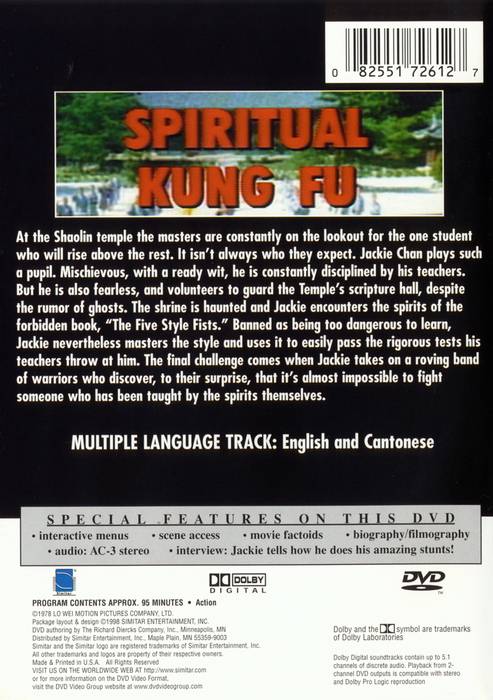 0 82551 72612 7
SPIRITUAL
KUNG FU
At the Shaolin temple the masters are constantly on the lookout for the one student
who will rise above the rest. It isn't always who they expect. Jackie Chan plays such
a pupil. Mischievous, with a ready wit, he is constantly disciplined by his teachers.
But he is also fearless, and volunteers to guard the Temple's scripture hall, despite
the rumor of ghosts. The shrine is haunted and Jackie encounters the spirits of the
forbidden book, "The Five Style Fists." Banned as being too dangerous to learn,
Jackie nevertheless masters the style and uses it to easily pass the rigorous tests his
teachers throw at him. The final challenge comes when Jackie takes on a roving band
of warriors who discover, to their surprise, that it's almost impossible to fight
someone who has been taught by the spirits themselves.
MULTIPLE LANGUAGE TRACK: English and Cantonese
SPECIAL FEATURES ON THIS DVD
• interactive menus • scene access • movie factoids • biography/filmography
• audio: AC-3 stereo • interview: Jackie tells how he does his amazing stunts!
Simitar
DOLBY
DIGITAL
DVD
TM
PROGRAM CONTENTS APPROX. 95 MINUTES • Action
©1978 LO WEI MOTION PICTURES COMPANY, LTD.
Package layout & design ©1998 SIMITAR ENTERTAINMENT, INC.
DVD authoring by The Richard Diercks Company, Inc., Minneapolis, MN
Distributed by Simitar Entertainment, Inc., Maple Plain, MN 55359-9003
Simitar and the Simitar logo are registered trademarks of Simitar Entertainment, Inc.
All other trademarks and logos are property of their respective owners.
Made & Printed in U.S.A. All Rights Reserved
VISIT US ON THE WORLDWIDE WEB AT http://www.simitar.com
or for more information on the DVD Video Format,
visit the DVD Video Group website at www.dvdvideogroup.com
Dolby and the symbol are trademarks
of Dolby Laboratories
Dolby Digital soundtracks contain up to 5.1
channels of discrete audio. Playback from 2-
channel DVD outputs is compatible with stereo
and Dolby Pro Logic reproduction